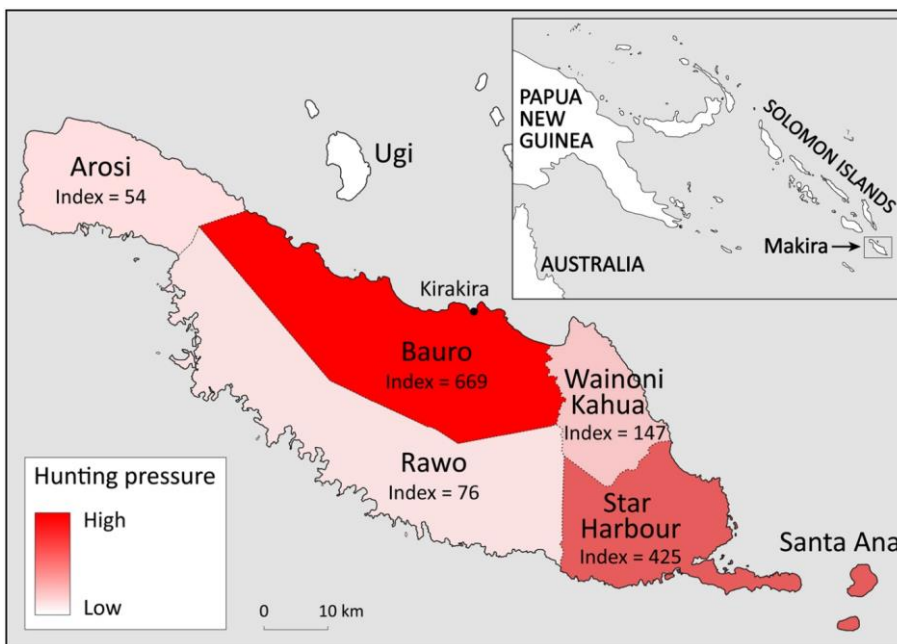 Arosi
Index = 54
Ugi
Kirakira
Bauro
Index = 669
Wainoni
Kahua
Index = 147
Rawo
Index = 76
Star
Harbour
Index = 425
Santa Ana
PAPUA
NEW
GUINEA
SOLOMON ISLANDS
Makira
AUSTRALIA
Hunting pressure
High
Low
0 10 km